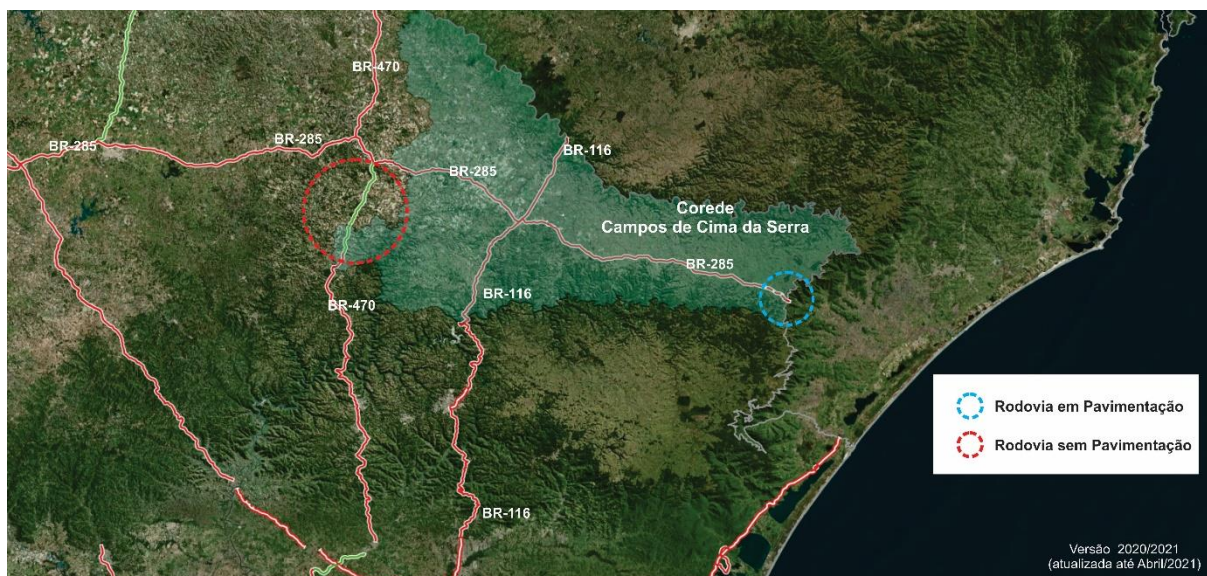 BR-470
BR-285
BR-285
BR-116
BR-285
Corede
Campos de Cima da Serra
BR-285
BR-116
BR-470
BR-116
Rodovia em Pavimentação
Rodovia sem Pavimentação
Versão 2020/2021
(atualizada até Abril/2021)